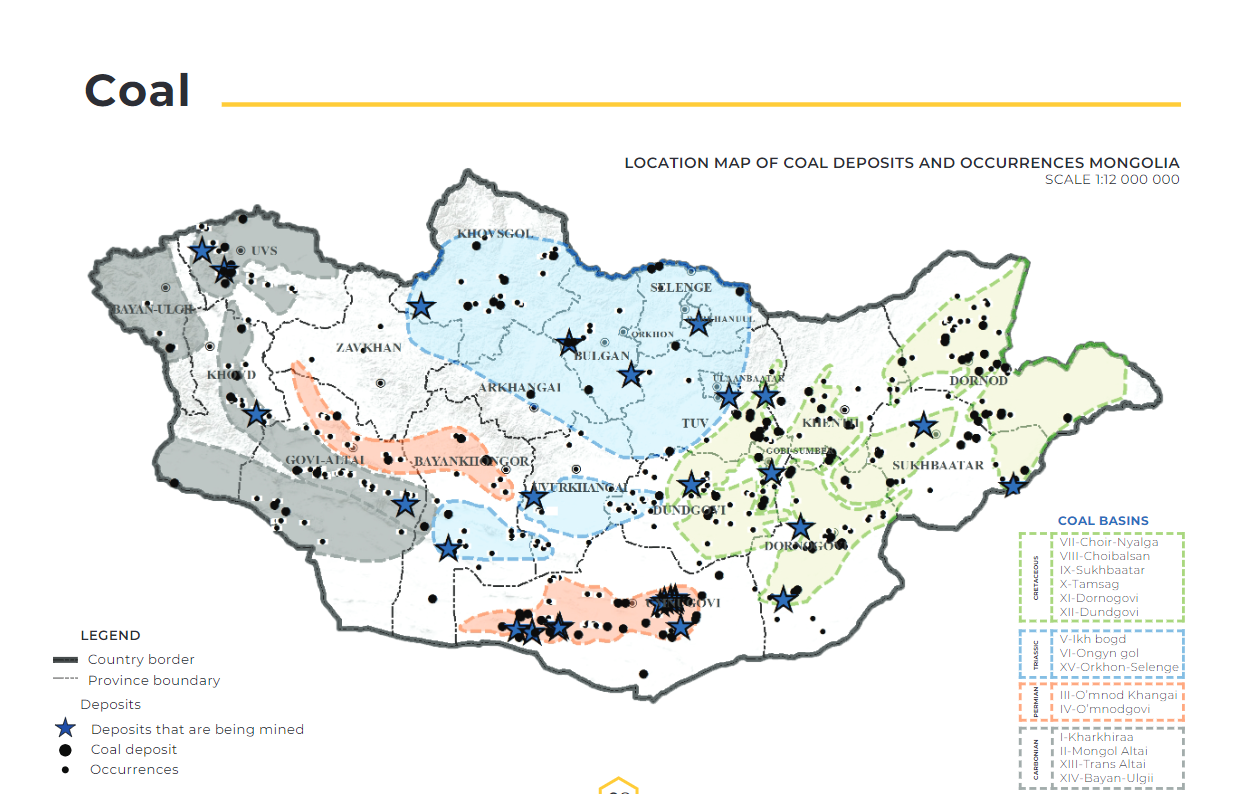 Coal
LOCATION MAP OF COAL DEPOSITS AND OCCURRENCES MONGOLIA
SCALE 1:12 000 000
KHOVSGOL
UVS
SELENGE
BAYAN-ULGII
ORKHON
ZAVKHAN
BULGAN
KHOVD
ULAANBAATAR
DORNOD
ARKHANGAI
TUV
KHENTII
GOBI-SUMBER
GOVI-ALTAI
BAYANKHONGOR
SUKHBAATAR
UVURKHANGAI
DUNDGOVI
DORNOGOVI
COAL BASINS
CRETACEOUS
VII-Choir-Nyalga
VIII-Choibalsan
IX-Sukhbaatar
X-Tamsag
XI-Dornogovi
XII-Dundgovi
TRIASSIC
V-Ikh bogd
VI-Ongyn gol
XV-Orkhon-Selenge
PERMIAN
III-O'mnod Khangai
IV-O'mnodgovi
CARBONIAN
I-Kharkhiraa
II-Mongol Altai
XIII-Trans Altai
XIV-Bayan-Ulgii
LEGEND
Country border
Province boundary
Deposits
Deposits that are being mined
Coal deposit
Occurrences